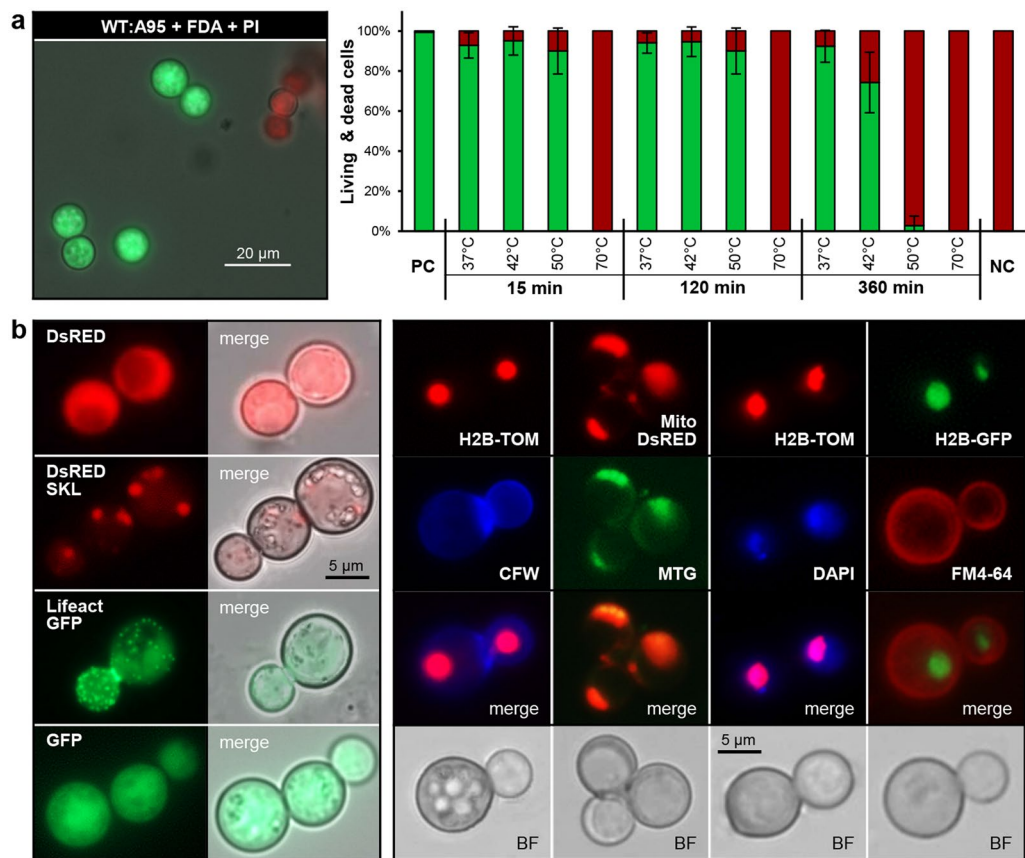 a
WT:A95 + FDA + PI
20 µm
Living & dead cells
100%
80%
60%
40%
20%
0%
PC
37°C
42°C
50°C
70°C
37°C
42°C
50°C
70°C
37°C
42°C
50°C
70°C
NC
15 min
120 min
360 min
b
DsRED
merge
DsRED
SKL
merge
5 µm
Lifeact
GFP
merge
GFP
merge
H2B-TOM
Mito
DsRED
H2B-TOM
H2B-GFP
CFW
MTG
DAPI
FM4-64
merge
merge
merge
merge
5 µm
BF
BF
BF
BF